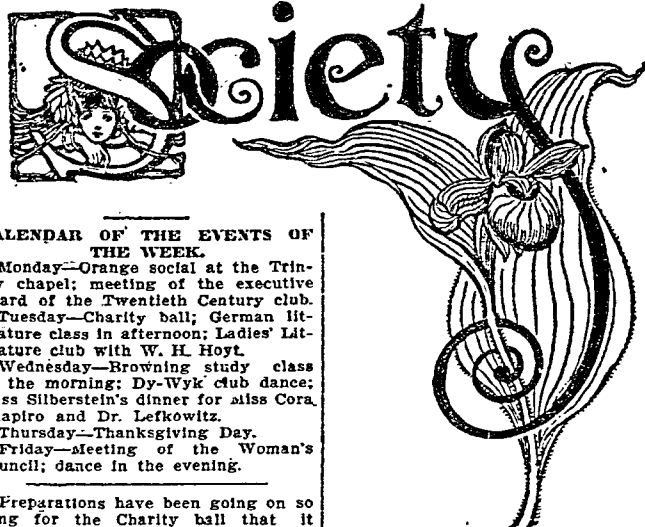 Society
ALENDAR OF THE EVENTS OF
THE WEEK.
Monday—Orange social at the Trin-
y chapel; meeting of the executive
ard of the Twentieth Century club.
Tuesday—Charity ball; German lit-
ature class in afternoon; Ladies' Lit-
ature club with W. H. Hoyt.
Wednesday—Browning study class
the morning; Dy-Wyk club dance;
ss Silberstein's dinner for Miss Cora
apiro and Dr. Lefkowitz.
Thursday—Thanksgiving Day.
Friday—Meeting of the Woman's
uncil; dance in the evening.
Preparations have been going on so
ng for the Charity ball that it